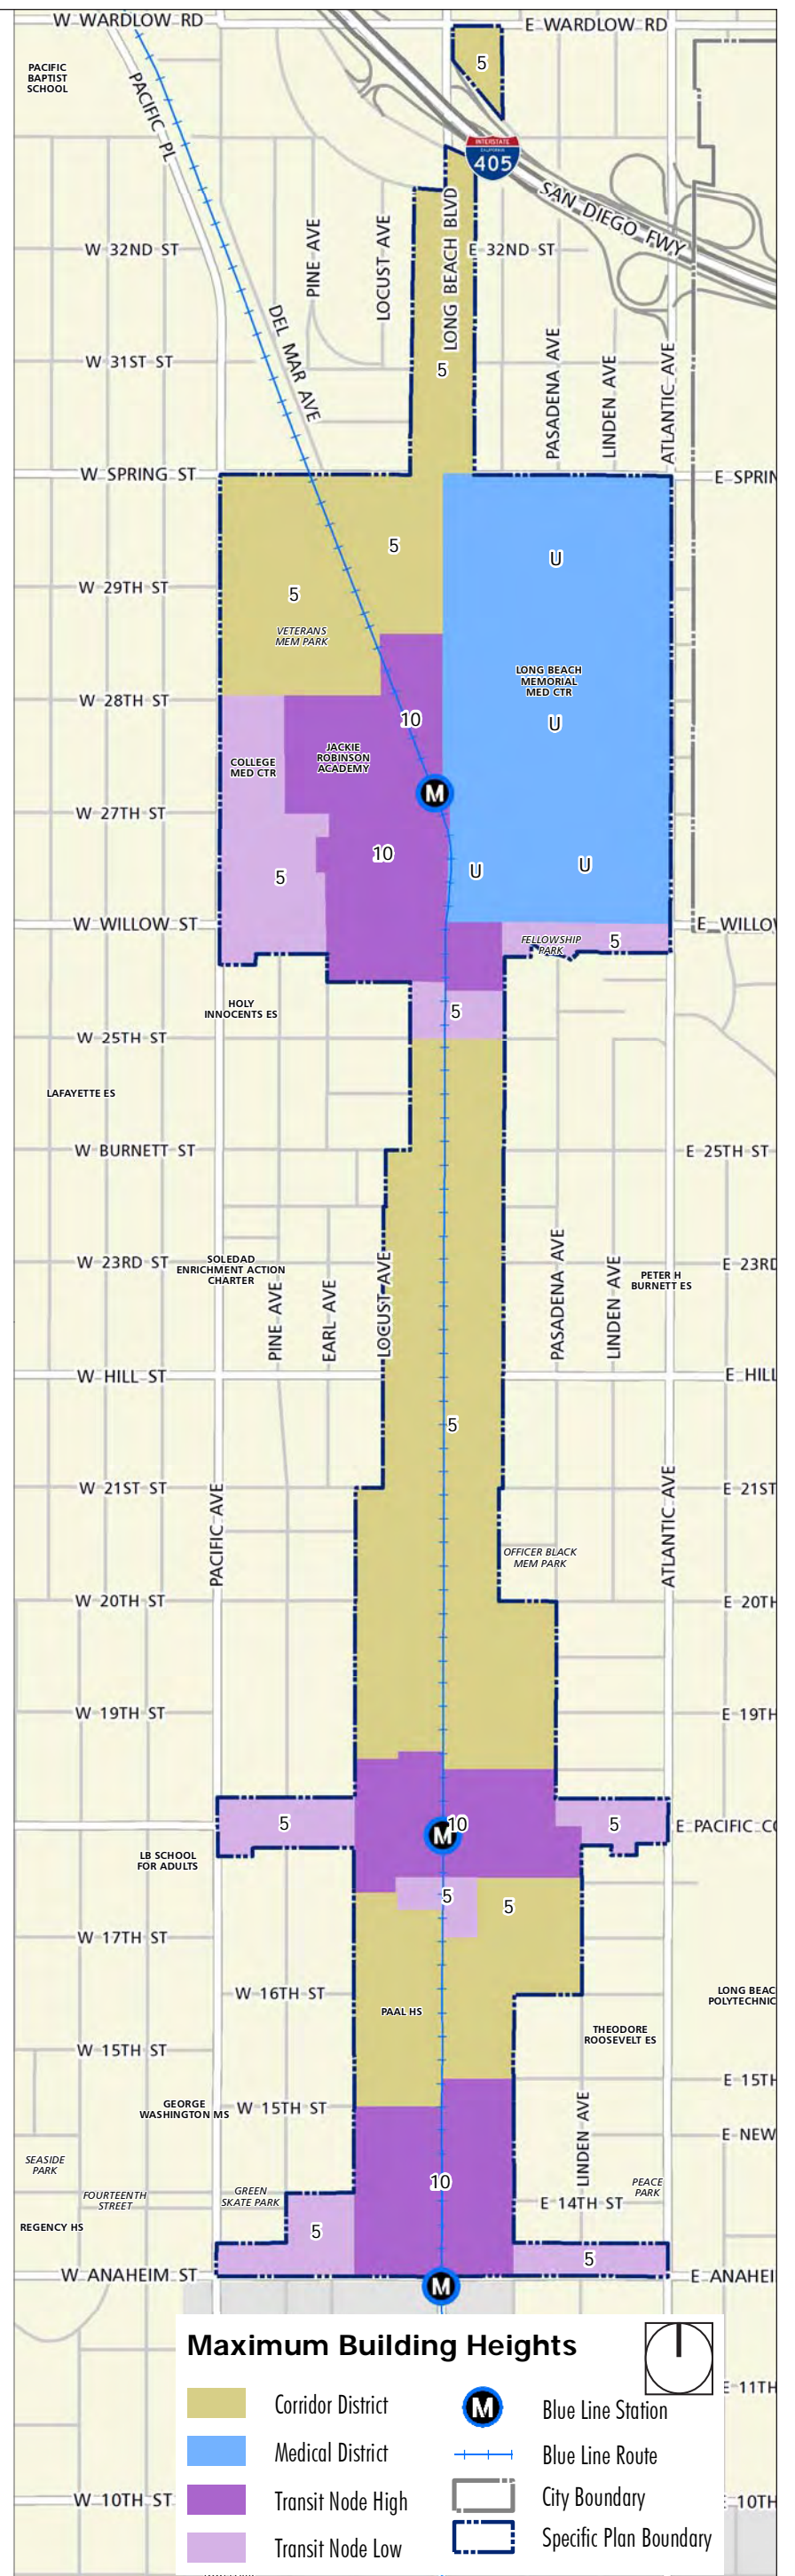 W WARDLOW RD
E WARDLOW RD
PACIFIC
BAPTIST
SCHOOL
5
PACIFIC PL
INTERSTATE
CALIFORNIA
405
SAN DIEGO FWY
PINE AVE
LOCUST AVE
LONG BEACH BLVD
W 32ND ST
E 32ND ST
DEL MAR AVE
PASADENA AVE
LINDEN AVE
ATLANTIC AVE
W 31ST ST
5
W SPRING ST
E SPRIN
5
U
W 29TH ST
5
VETERANS
MEM PARK
LONG BEACH
MEMORIAL
MED CTR
W 28TH ST
10
U
COLLEGE
MED CTR
JACKIE
ROBINSON
ACADEMY
M
W 27TH ST
10
5
U
U
W WILLOW ST
E WILLOW
FELLOWSHIP
PARK
5
HOLY
INNOCENTS ES
5
W 25TH ST
LAFAYETTE ES
W BURNETT ST
E 25TH ST
W 23RD ST
SOLEDAD
ENRICHMENT ACTION
CHARTER
PINE AVE
EARL AVE
LOCUST AVE
PASADENA AVE
LINDEN AVE
E 23RD
PETER H
BURNETT ES
W HILL ST
E HILL
5
W 21ST ST
E 21ST
PACIFIC AVE
ATLANTIC AVE
OFFICER BLACK
MEM PARK
W 20TH ST
E 20TH
W 19TH ST
E 19TH
5
M
10
5
E PACIFIC CO
LB SCHOOL
FOR ADULTS
5
5
W 17TH ST
W 16TH ST
LONG BEAC
POLYTECHNIC
PAAL HS
THEODORE
ROOSEVELT ES
W 15TH ST
E 15TH
GEORGE
WASHINGTON MS
W 15TH ST
LINDEN AVE
E NEW
SEASIDE
PARK
10
FOURTEENTH
STREET
GREEN
SKATE PARK
PEACE
PARK
E 14TH ST
REGENCY HS
5
5
W ANAHEIM ST
M
E ANAHEI
Maximum Building Heights
Corridor District
Medical District
Transit Node High
Transit Node Low
M
Blue Line Station
Blue Line Route
City Boundary
Specific Plan Boundary
E 11TH
W 10TH ST
E 10TH